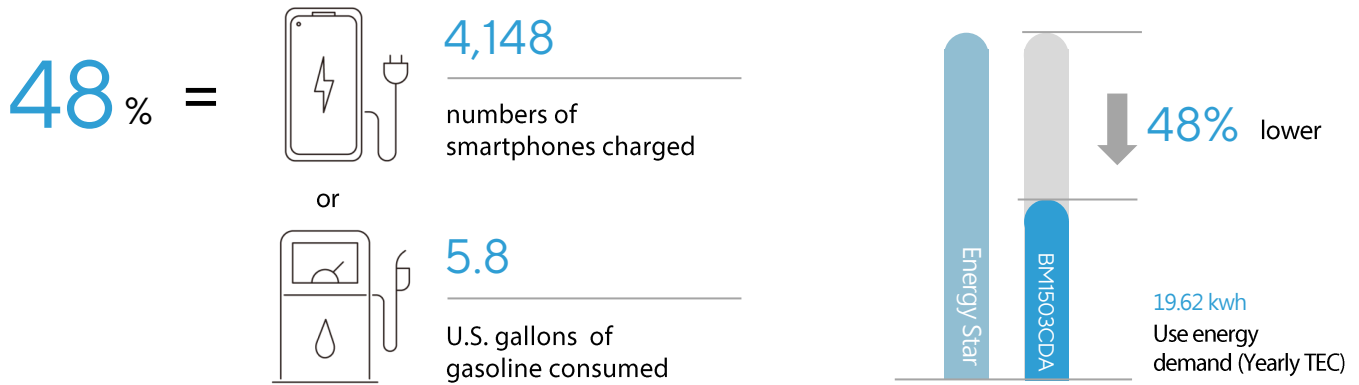 48 % =
4,148
numbers of
smartphones charged
or
5.8
U.S. gallons of
gasoline consumed
Energy Star
BM1503CDA
48% lower
19.62 kwh
Use energy
demand (Yearly TEC)